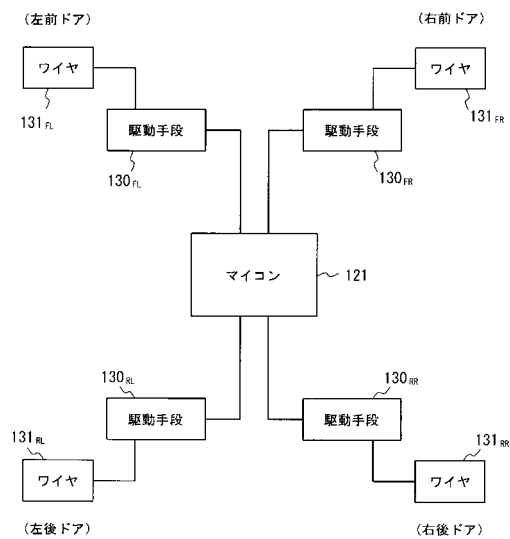 (左前ドア)
(右前ドア)
ワイヤ
ワイヤ
131FL
131FR
駆動手段
駆動手段
130FL
130FR
マイコン
121
130RL
130RR
駆動手段
駆動手段
131RL
131RR
ワイヤ
ワイヤ
(左後ドア)
(右後ドア)